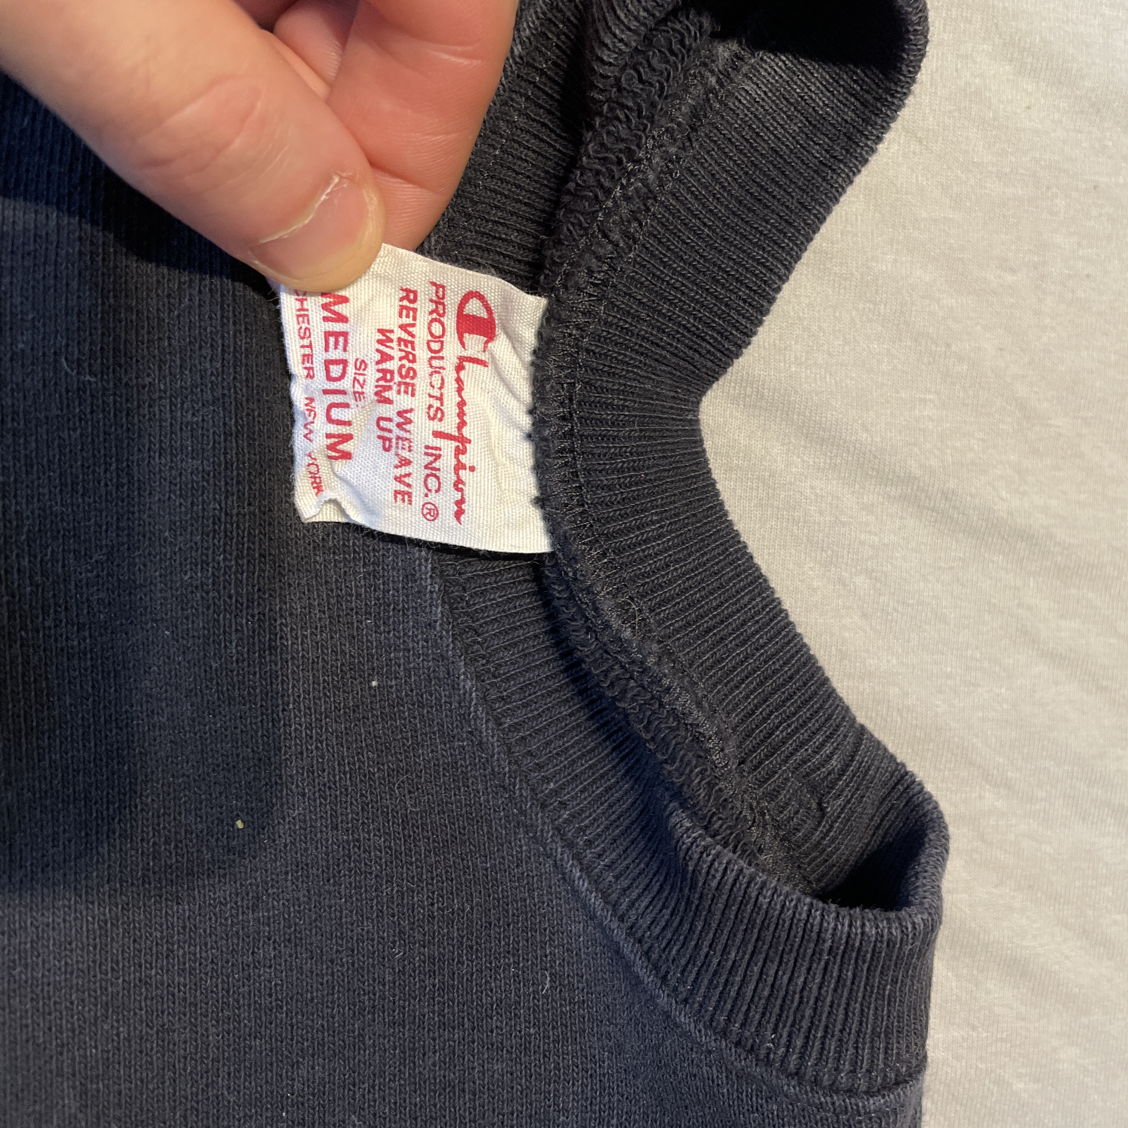 Champion
PRODUCTS INC.®
REVERSE WEAVE
WARM UP
SIZE
MEDIUM
CHESTER NEW YORK